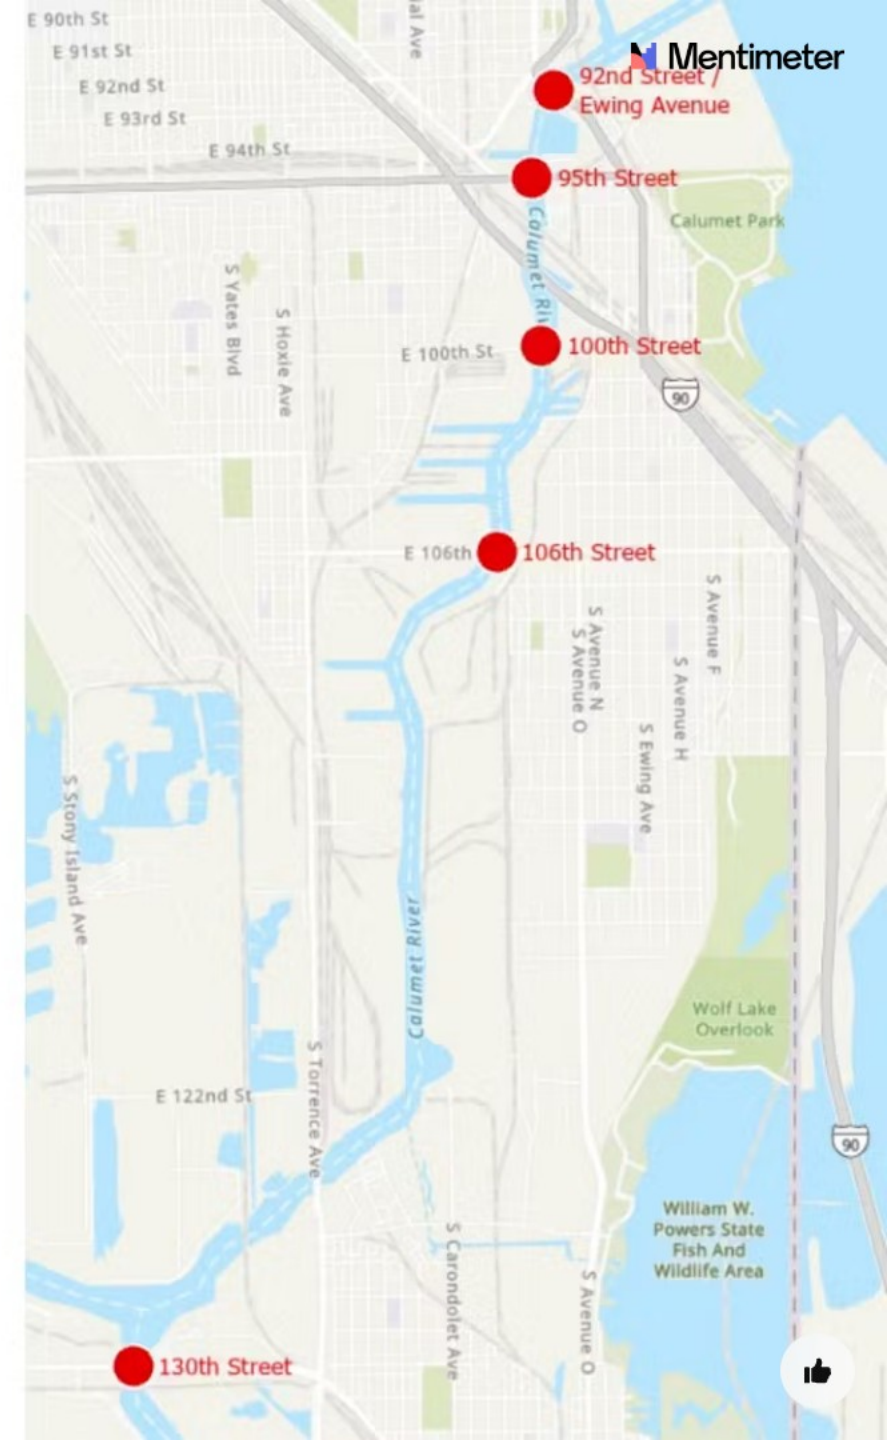 E 90th St
ial Ave
E 91st St
Mentimeter
E 92nd St
92nd Street /
Ewing Avenue
E 93rd St
E 94th St
95th Street
Calumet Park
Calumet Riv
S Yates Blvd
S Hoxie Ave
E 100th St
100th Street
90
E 106th
106th Street
S Avenue F
S Avenue N
S Avenue O
S Avenue H
S Ewing Ave
S Stony Island Ave
Calumet River
Wolf Lake
Overlook
S Torrence Ave
E 122nd St
90
William W.
Powers State
Fish And
Wildlife Area
S Carondolet Ave
S Avenue O
130th Street